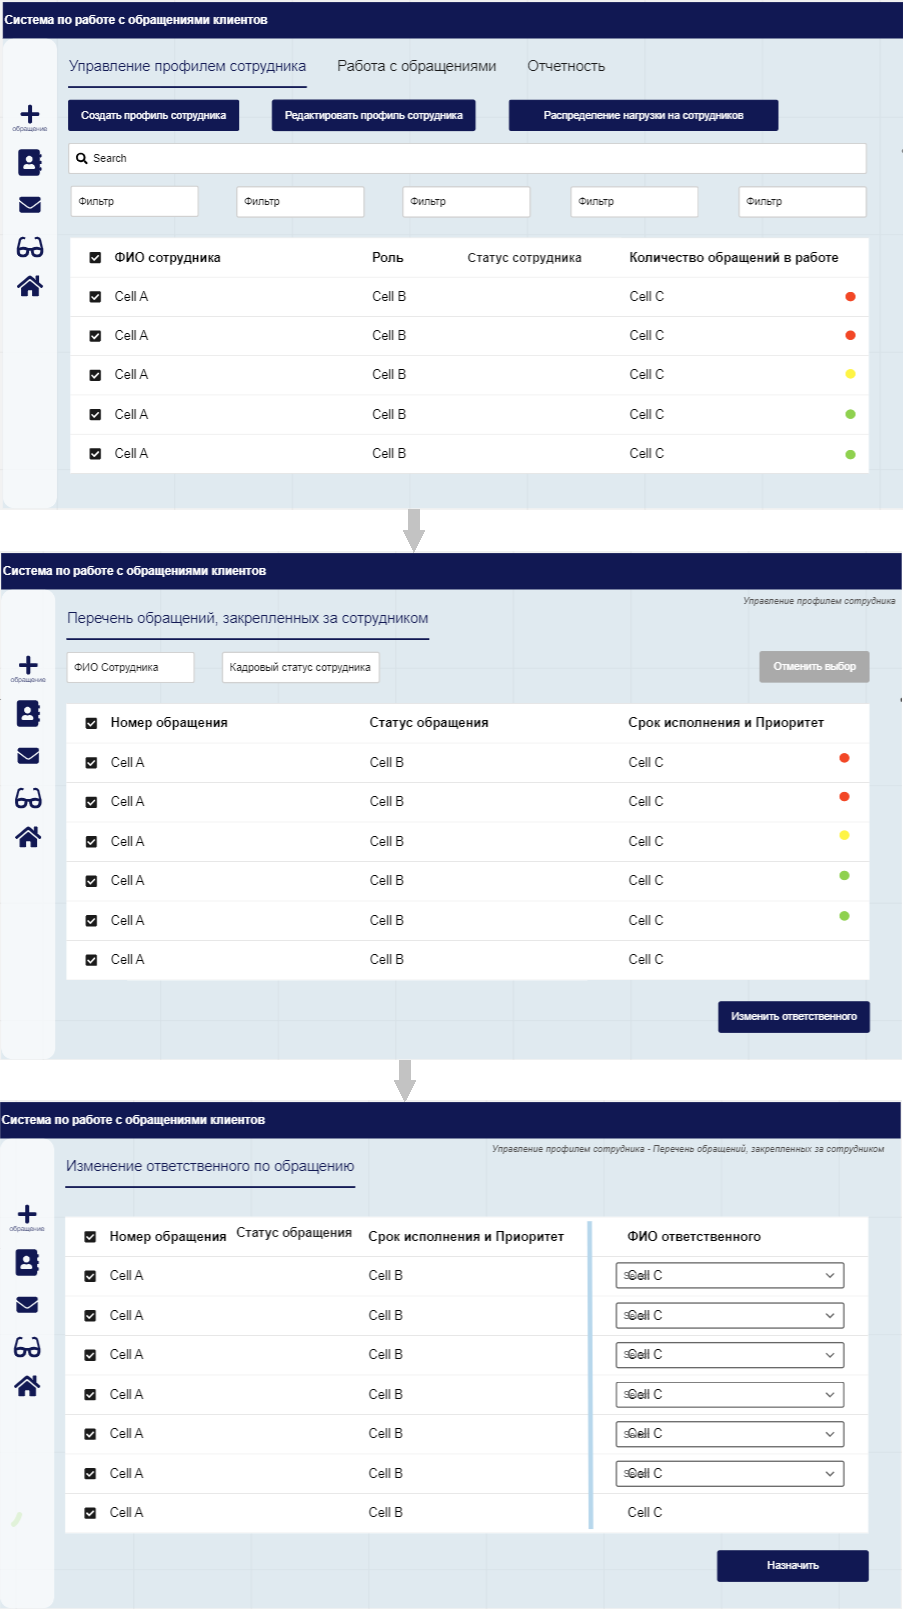 Система по работе с обращениями клиентов
Управление профилем сотрудника Работа с обращениями Отчетность
Создать профиль сотрудника Редактировать профиль сотрудника Распределение нагрузки на сотрудников
обращение
Search
Фильтр Фильтр Фильтр Фильтр Фильтр
ФИО сотрудника Роль Статус сотрудника Количество обращений в работе
Cell A Cell B Cell C
Cell A Cell B Cell C
Cell A Cell B Cell C
Cell A Cell B Cell C
Cell A Cell B Cell C
Система по работе с обращениями клиентов
Управление профилем сотрудника
Перечень обращений, закрепленных за сотрудником
ФИО Сотрудника Кадровый статус сотрудника Отменить выбор
обращение
Номер обращения Статус обращения Срок исполнения и Приоритет
Cell A Cell B Cell C
Cell A Cell B Cell C
Cell A Cell B Cell C
Cell A Cell B Cell C
Cell A Cell B Cell C
Cell A Cell B Cell C
Изменить ответственного
Система по работе с обращениями клиентов
Управление профилем сотрудника - Перечень обращений, закрепленных за сотрудником
Изменение ответственного по обращению
обращение
Номер обращения Статус обращения Срок исполнения и Приоритет ФИО ответственного
Cell A Cell B Cell C
Cell A Cell B Cell C
Cell A Cell B Cell C
Cell A Cell B Cell C
Cell A Cell B Cell C
Cell A Cell B Cell C
Cell A Cell B Cell C
Назначить